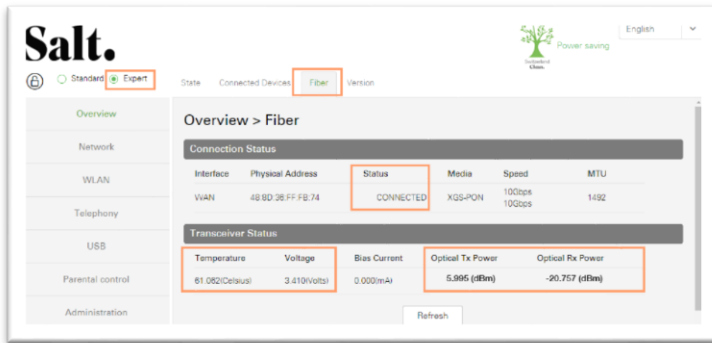 Salt.
Power saving
English
Standard Expert
State Connected Devices Fiber Version
Overview
Network
WLAN
Telephony
USB
Parental control
Administration
Overview > Fiber
Connection Status
Interface Physical Address Status Media Speed MTU
WAN 48:8D:36:FF:FB:74 CONNECTED XGS-PON 10Gbps 1492
10Gbps
Transceiver Status
Temperature Voltage Bias Current Optical Tx Power Optical Rx Power
61.062(Celsius) 3.410(Volts) 0.000(mA) 5.995 (dBm) -20.757 (dBm)
Refresh